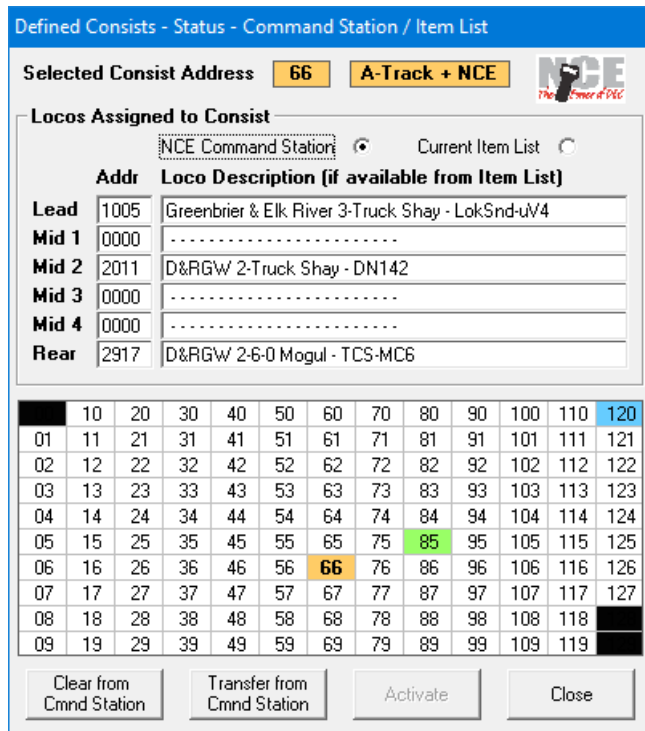 Defined Consists - Status - Command Station / Item List
Selected Consist Address 66 A-Track + NCE NCE
Locos Assigned to Consist
NCE Command Station Current Item List
Addr Loco Description (if available from Item List)
Lead 1005 Greenbrier & Elk River 3-Truck Shay - LokSnd-uV4
Mid 1 0000 - - - - - - - - - - - - - - - - - - - - - - - -
Mid 2 2011 D&RGW 2-Truck Shay - DN142
Mid 3 0000 - - - - - - - - - - - - - - - - - - - - - - - -
Mid 4 0000 - - - - - - - - - - - - - - - - - - - - - - - -
Rear 2917 D&RGW 2-6-0 Mogul - TCS-MC6
10 20 30 40 50 60 70 80 90 100 110 120
01 11 21 31 41 51 61 71 81 91 101 111 121
02 12 22 32 42 52 62 72 82 92 102 112 122
03 13 23 33 43 53 63 73 83 93 103 113 123
04 14 24 34 44 54 64 74 84 94 104 114 124
05 15 25 35 45 55 65 75 85 95 105 115 125
06 16 26 36 46 56 66 76 86 96 106 116 126
07 17 27 37 47 57 67 77 87 97 107 117 127
08 18 28 38 48 58 68 78 88 98 108 118
09 19 29 39 49 59 69 79 89 99 109 119
Clear from Transfer from Activate Close
Cmnd Station Cmnd Station